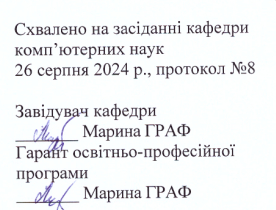 Схвалено на засіданні кафедри
комп’ютерних наук
26 серпня 2024 р., протокол №8
Завідувач кафедри
________ Марина ГРАФ
Гарант освітньо-професійної
програми
________ Марина ГРАФ